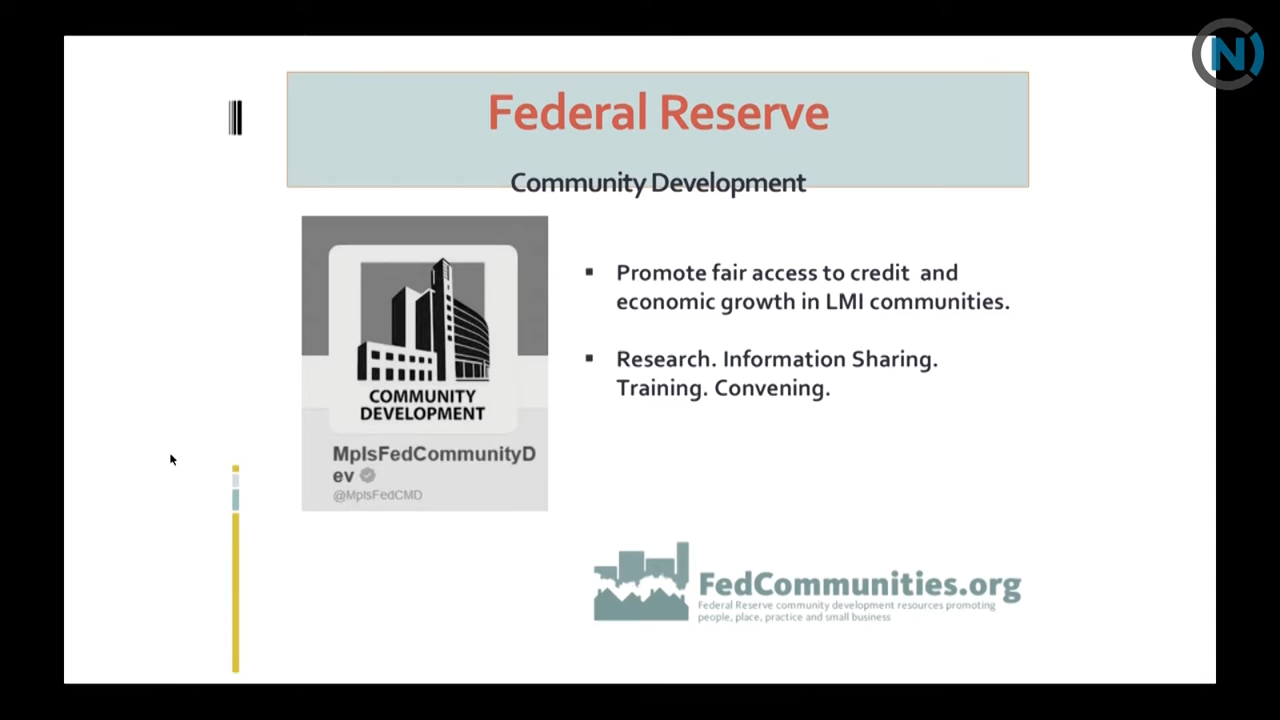 N
Federal Reserve
Community Development
Promote fair access to credit and
economic growth in LMI communities.
Research. Information Sharing.
Training. Convening.
COMMUNITY
DEVELOPMENT
MplsFedCommunityD
ev
@MplsFedCMD
FedCommunities.org
Federal Reserve community development resources promoting
people, place, practice and small business